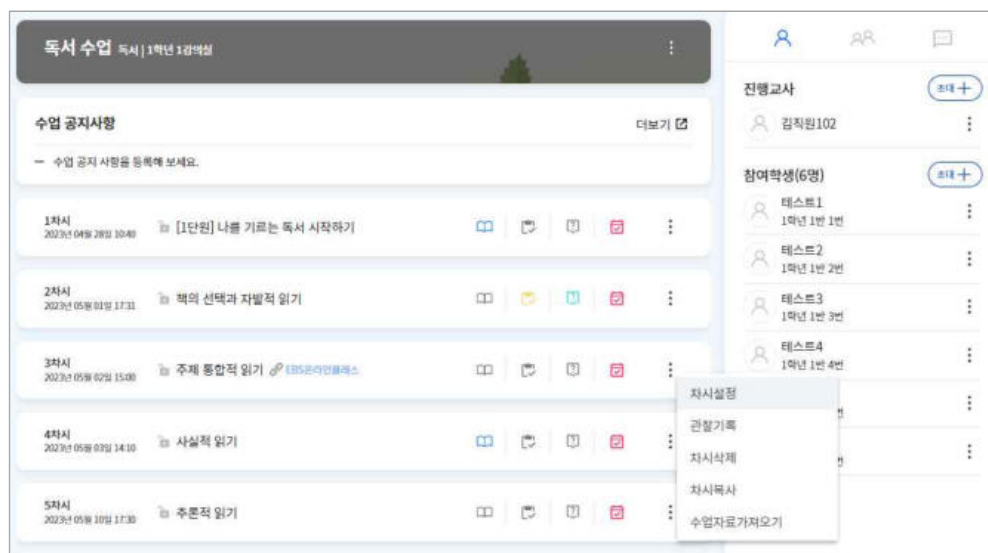 독서 수업 독서 | 1학년 1강의실
수업 공지사항
더보기
수업 공지 사항을 등록해 보세요.
1차시
2023년 04월 28일 10:40
[1단원] 나를 기르는 독서 시작하기
2차시
2023년 05월 01일 17:31
책의 선택과 자발적 읽기
3차시
2023년 05월 02일 15:00
주제 통합적 읽기 EBS온라인클래스
4차시
2023년 05월 03일 14:10
사실적 읽기
5차시
2023년 05월 10일 17:30
추론적 읽기
차시설정
관찰기록
차시삭제
차시복사
수업자료가져오기
진행교사
초대
김직원102
참여학생(6명)
초대
테스트1
1학년 1반 1번
테스트2
1학년 1반 2번
테스트3
1학년 1반 3번
테스트4
1학년 1반 4번